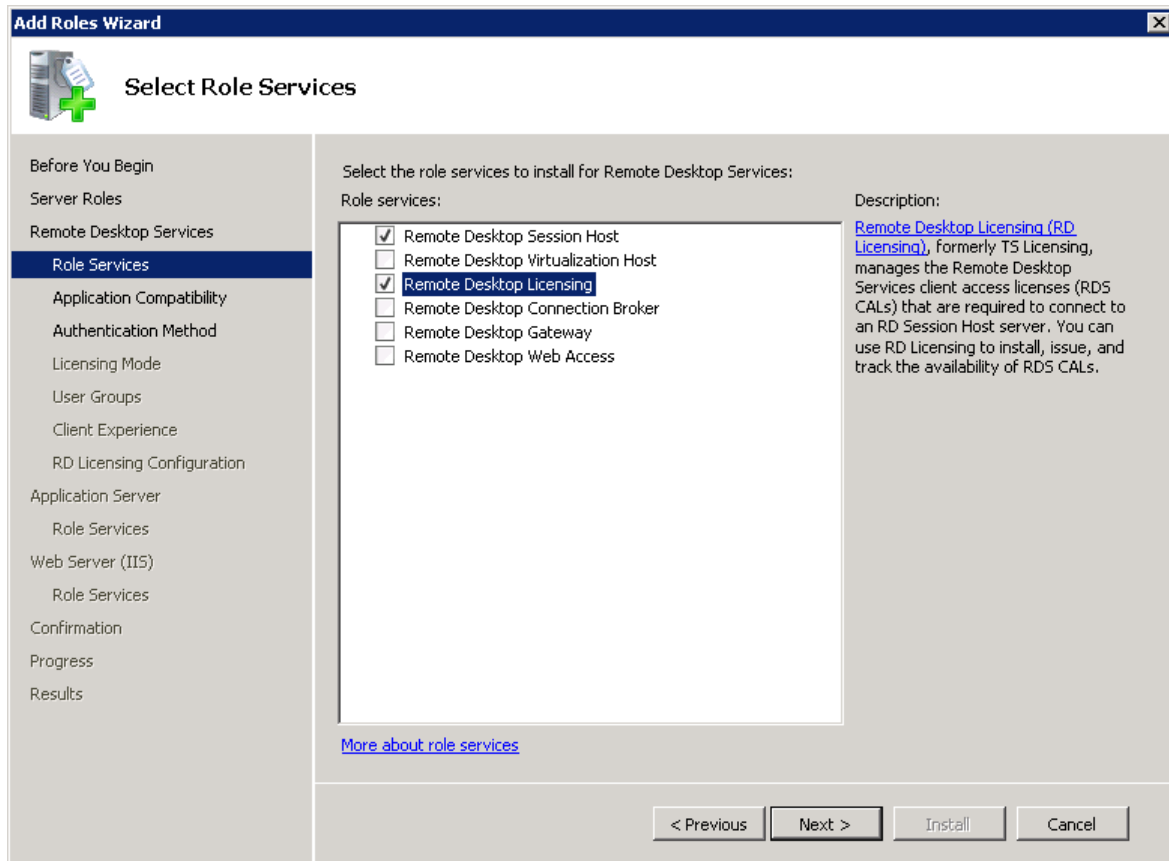 Add Roles Wizard
Select Role Services
Before You Begin
Server Roles
Remote Desktop Services
Role Services
Application Compatibility
Authentication Method
Licensing Mode
User Groups
Client Experience
RD Licensing Configuration
Application Server
Role Services
Web Server (IIS)
Role Services
Confirmation
Progress
Results
Select the role services to install for Remote Desktop Services:
Role services:
Remote Desktop Session Host
Remote Desktop Virtualization Host
Remote Desktop Licensing
Remote Desktop Connection Broker
Remote Desktop Gateway
Remote Desktop Web Access
More about role services
Description:
Remote Desktop Licensing (RD
Licensing), formerly TS Licensing,
manages the Remote Desktop
Services client access licenses (RDS
CALs) that are required to connect to
an RD Session Host server. You can
use RD Licensing to install, issue, and
track the availability of RDS CALs.
< Previous
Next >
Install
Cancel